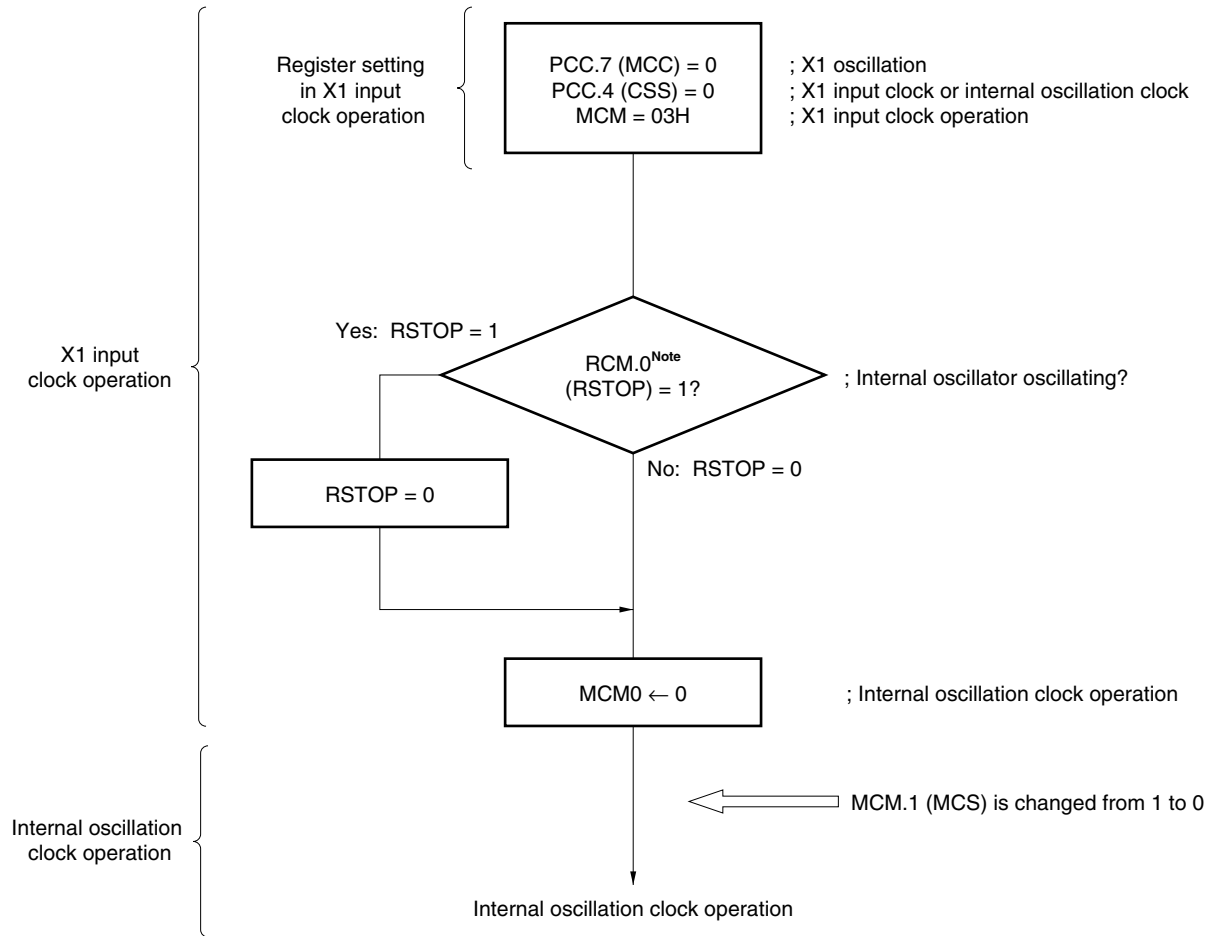 Register setting
in X1 input
clock operation
PCC.7 (MCC) = 0
PCC.4 (CSS) = 0
MCM = 03H
; X1 oscillation
; X1 input clock or internal oscillation clock
; X1 input clock operation
X1 input
clock operation
Yes: RSTOP = 1
RCM.0Note
(RSTOP) = 1?
; Internal oscillator oscillating?
No: RSTOP = 0
RSTOP = 0
MCM0 ← 0
; Internal oscillation clock operation
MCM.1 (MCS) is changed from 1 to 0
Internal oscillation
clock operation
Internal oscillation clock operation